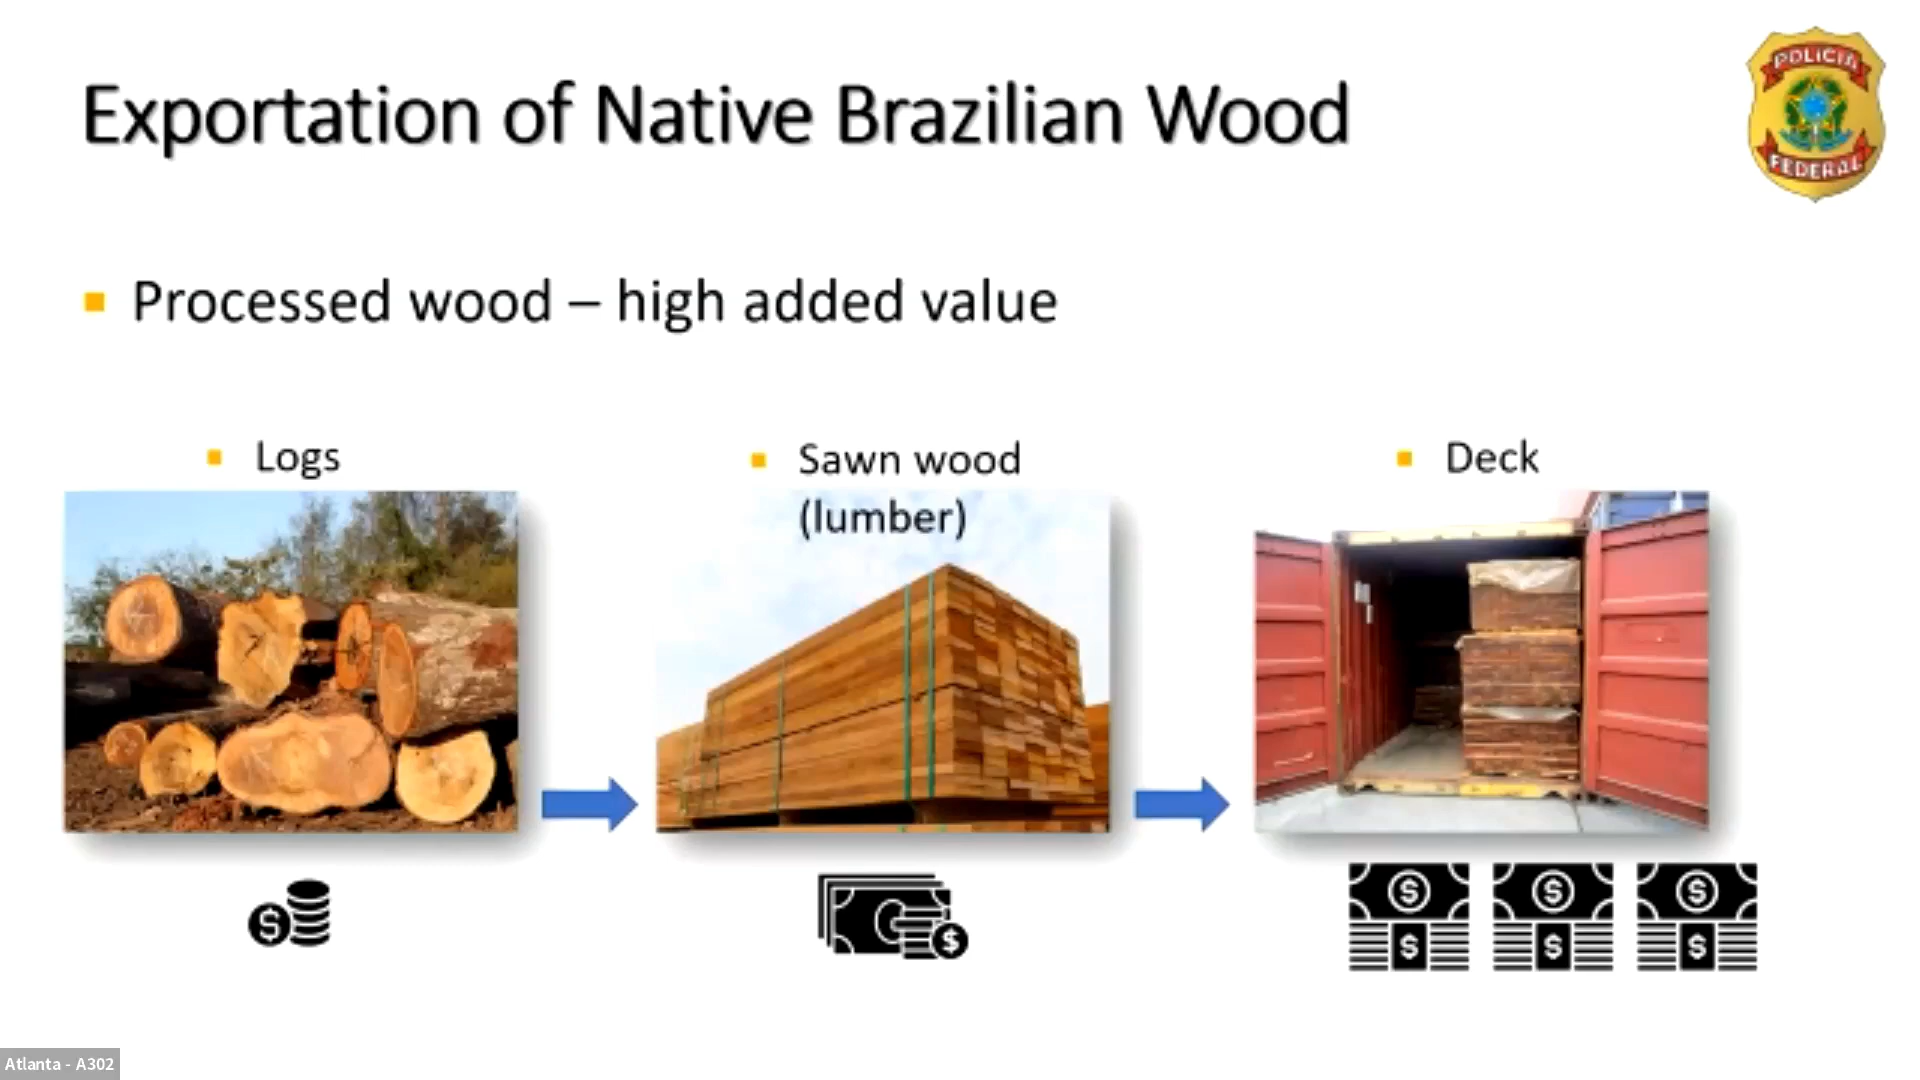 Exportation of Native Brazilian Wood
POLICIA
FEDERAL
Processed wood – high added value
Logs
Sawn wood
(lumber)
Deck
Atlanta - A302